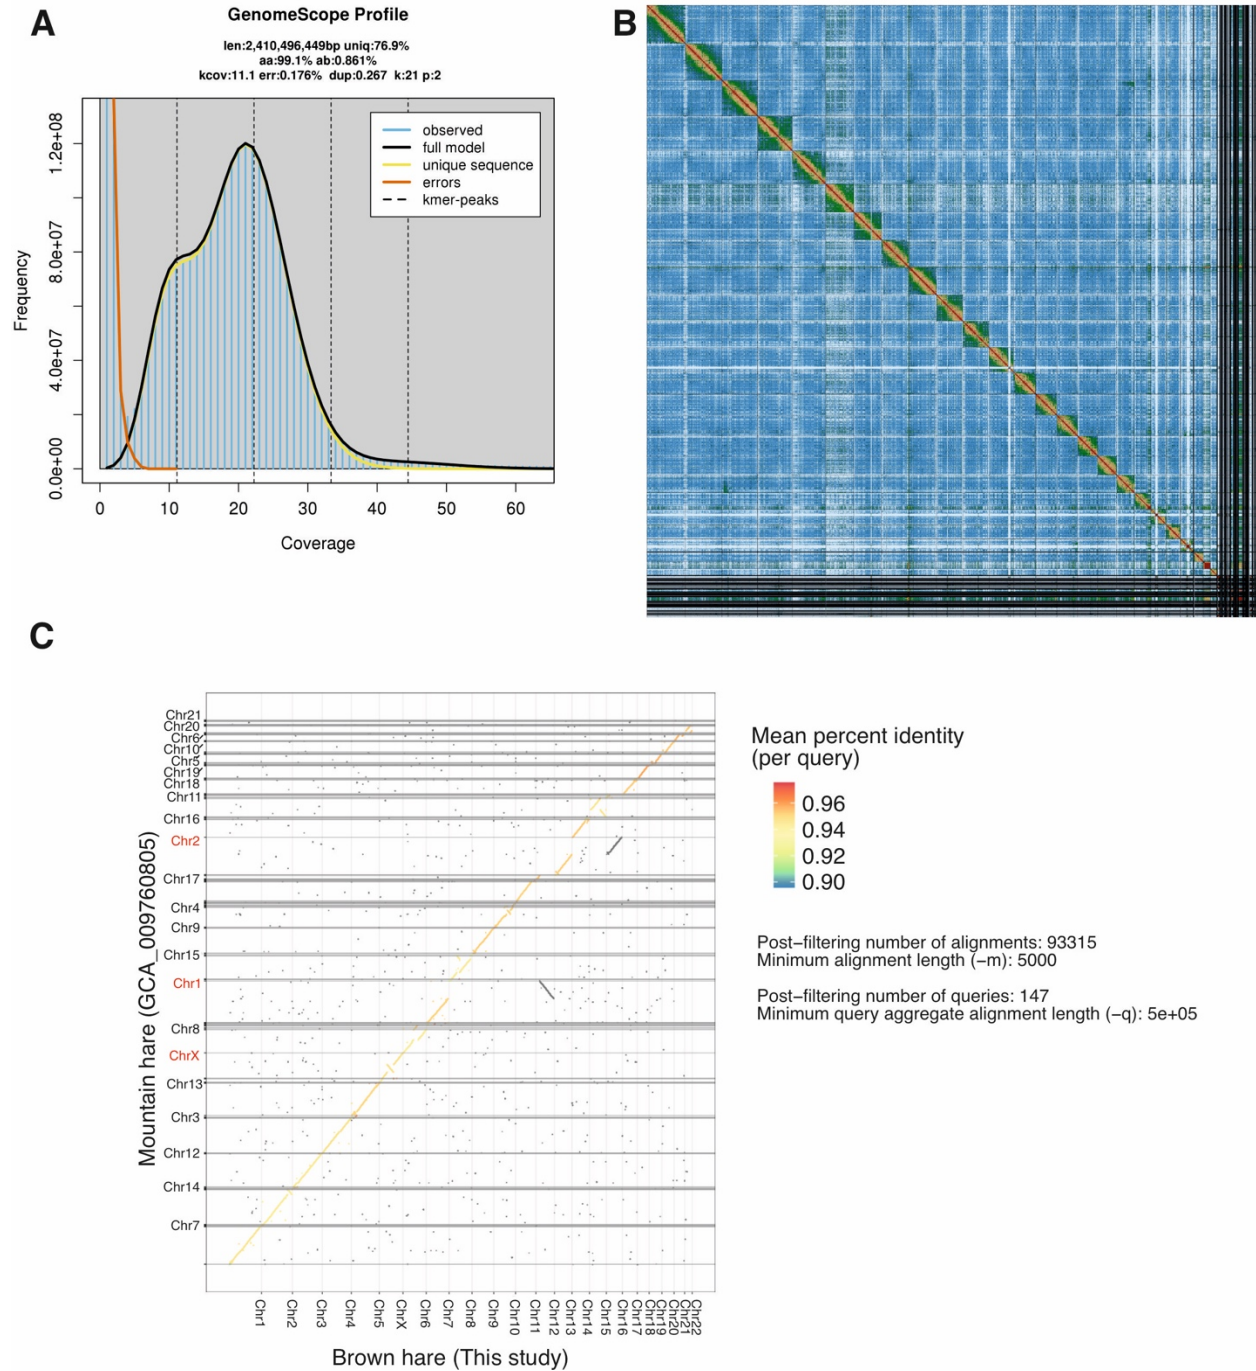 A
GenomeScope Profile
len:2,410,496,449bp uniq:76.9%
aa:99.1% ab:0.861%
kcov:11.1 err:0.176% dup:0.267 k:21 p:2
observed
full model
unique sequence
errors
kmer-peaks
Frequency
0.0e+00
4.0e+07
8.0e+07
1.2e+08
0 10 20 30 40 50 60
Coverage
B
C
Mountain hare (GCA_009760805)
Chr21
Chr20
Chr6
Chr10
Chr5
Chr19
Chr18
Chr11
Chr16
Chr2
Chr17
Chr4
Chr9
Chr15
Chr1
Chr8
ChrX
Chr13
Chr3
Chr12
Chr14
Chr7
Chr1 Chr2 Chr3 Chr4 Chr5 ChrX Chr6 Chr7 Chr8 Chr9 Chr10 Chr11 Chr12 Chr13 Chr14 Chr15 Chr16 Chr17 Chr18 Chr19 Chr20 Chr21 Chr22
Brown hare (This study)
Mean percent identity
(per query)
0.96
0.94
0.92
0.90
Post−filtering number of alignments: 93315
Minimum alignment length (−m): 5000
Post−filtering number of queries: 147
Minimum query aggregate alignment length (−q): 5e+05